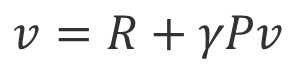 v = R + γPv